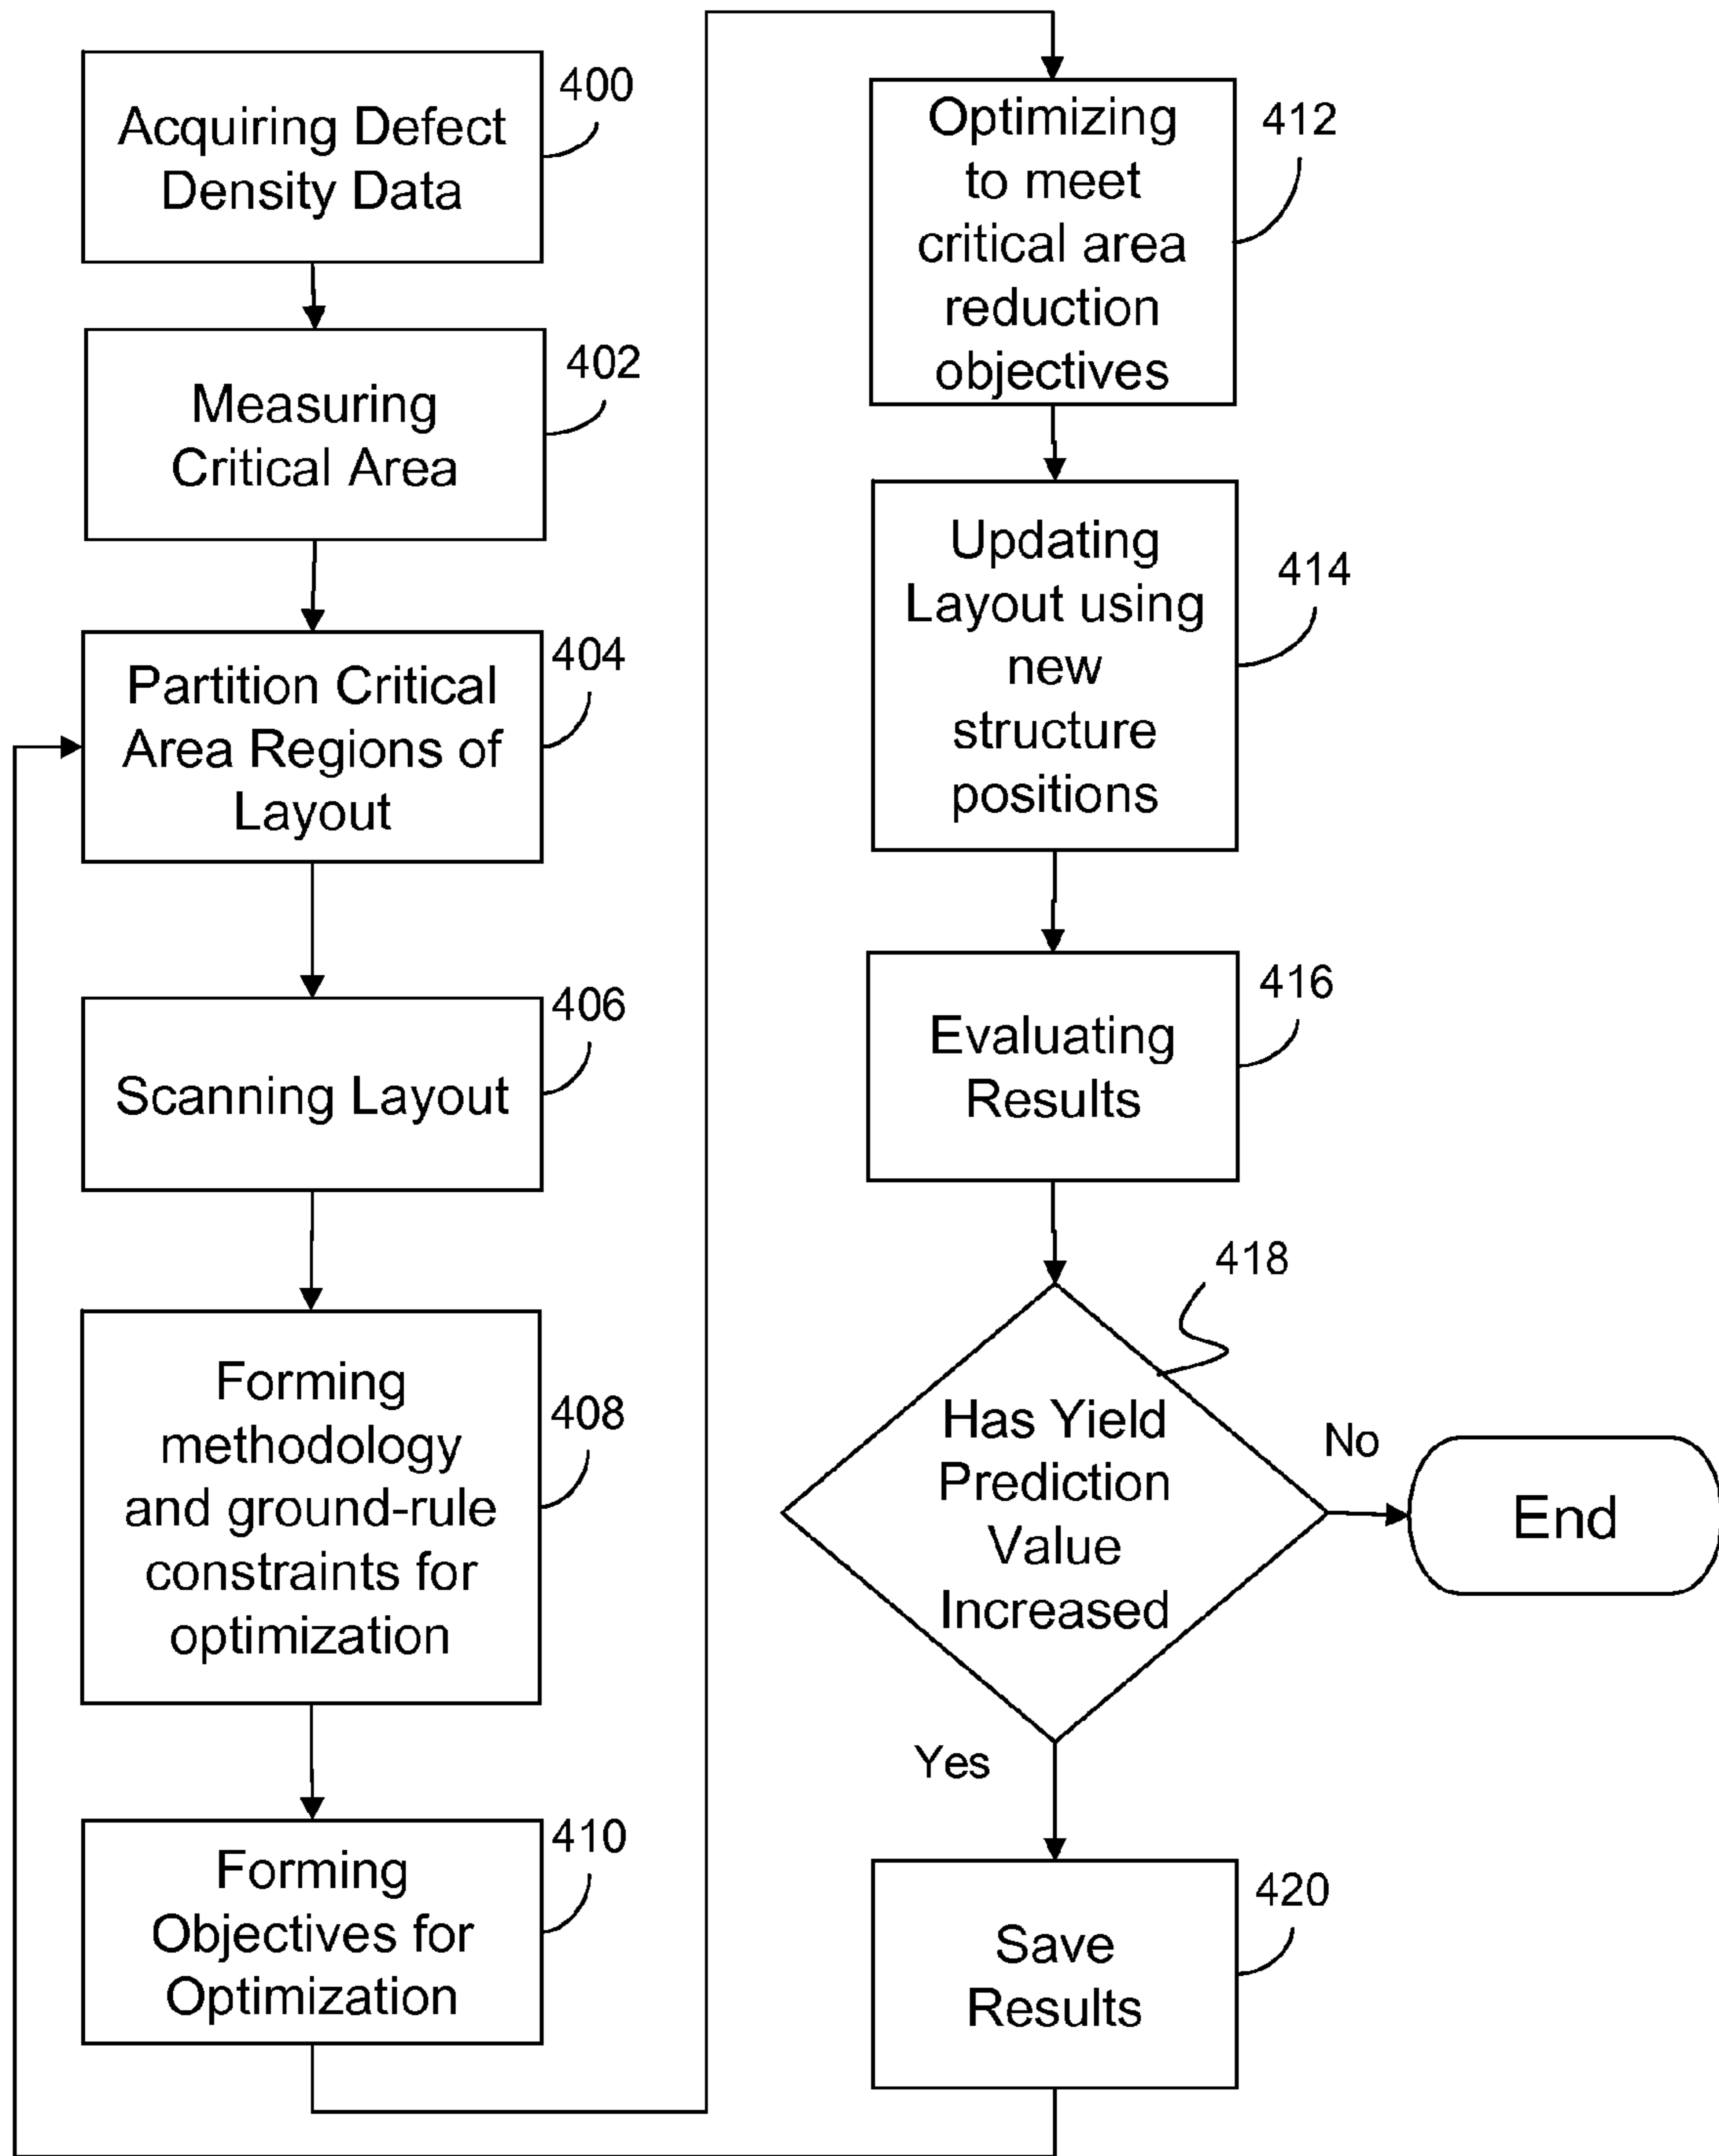 Acquiring Defect
Density Data
400
Measuring
Critical Area
402
Partition Critical
Area Regions of
Layout
404
Scanning Layout
406
Forming
methodology
and ground-rule
constraints for
optimization
408
Forming
Objectives for
Optimization
410
Optimizing
to meet
critical area
reduction
objectives
412
Updating
Layout using
new
structure
positions
414
Evaluating
Results
416
Has Yield
Prediction
Value
Increased
418
No
End
Yes
Save
Results
420